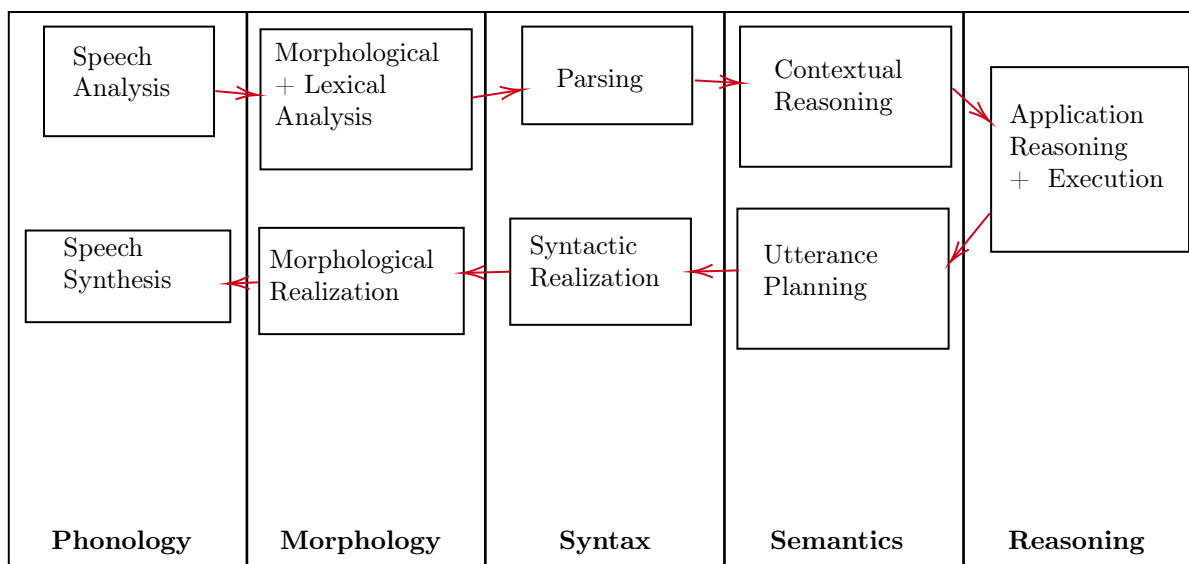 Speech
Analysis
Morphological
+ Lexical
Analysis
Parsing
Contextual
Reasoning
Application
Reasoning
+ Execution
Speech
Synthesis
Morphological
Realization
Syntactic
Realization
Utterance
Planning
Phonology
Morphology
Syntax
Semantics
Reasoning